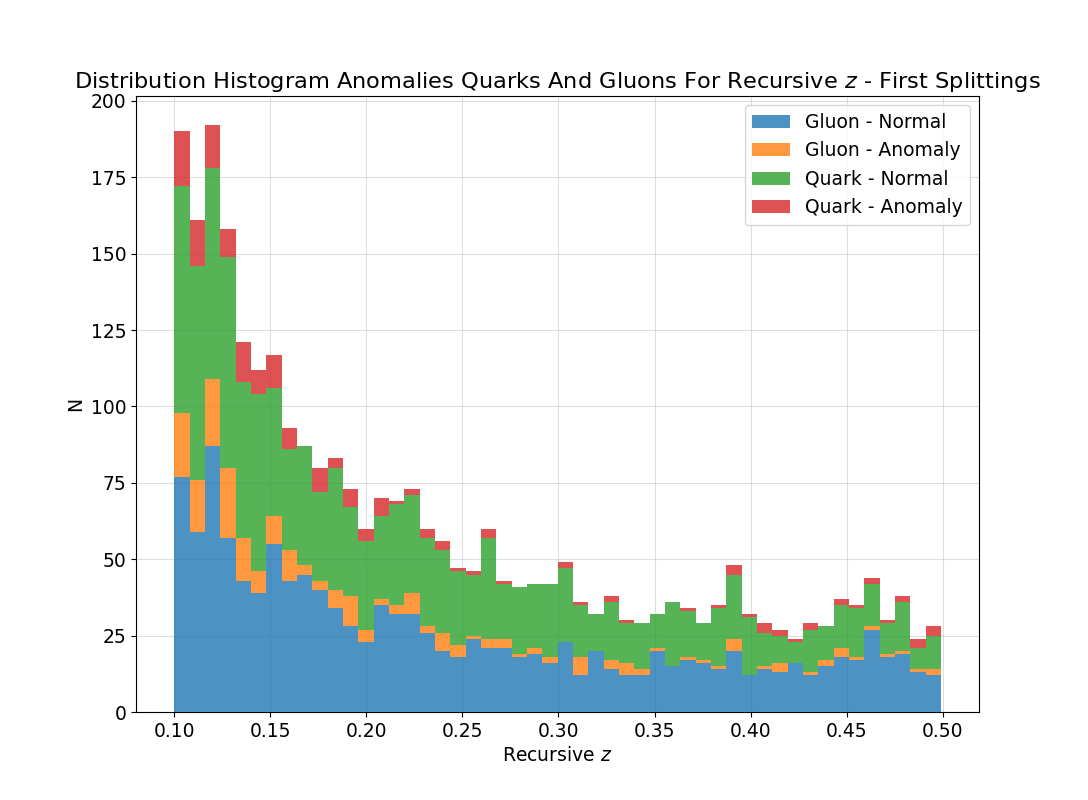 Distribution Histogram Anomalies Quarks And Gluons For Recursive z - First Splittings
Gluon - Normal
Gluon - Anomaly
Quark - Normal
Quark - Anomaly
200
175
150
125
100
75
50
25
0
N
0.10 0.15 0.20 0.25 0.30 0.35 0.40 0.45 0.50
Recursive z